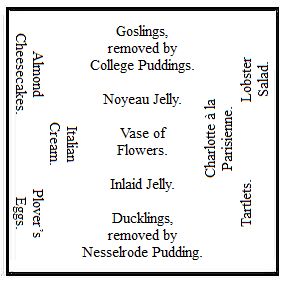 Goslings,
removed by
College Puddings.
Noyeau Jelly.
Vase of
Flowers.
Inlaid Jelly.
Ducklings,
removed by
Nesselrode Pudding.
Almond
Cheesecakes.
Italian
Cream.
Plover’s
Eggs.
Lobster
Salad.
Charlotte à la
Parisienne.
Tartlets.